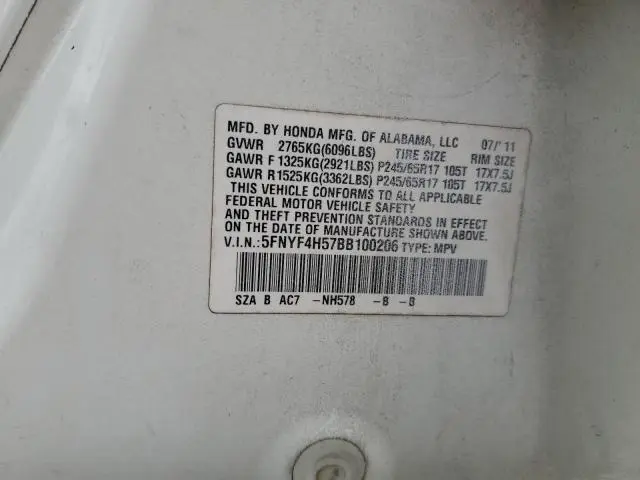 MFD. BY HONDA MFG. OF ALABAMA, LLC 07/'11
GVWR 2765KG(6096LBS) TIRE SIZE RIM SIZE
GAWR F 1325KG(2921LBS) P245/65R17 105T 17X7.5J
GAWR R1525KG(3362LBS) P245/65R17 105T 17X7.5J
THIS VEHICLE CONFORMS TO ALL APPLICABLE
FEDERAL MOTOR VEHICLE SAFETY
AND THEFT PREVENTION STANDARDS IN EFFECT
ON THE DATE OF MANUFACTURE SHOWN ABOVE.
V.I.N.:5FNYF4H57BB100206 TYPE: MPV
SZA B AC7 -NH578 -B -B